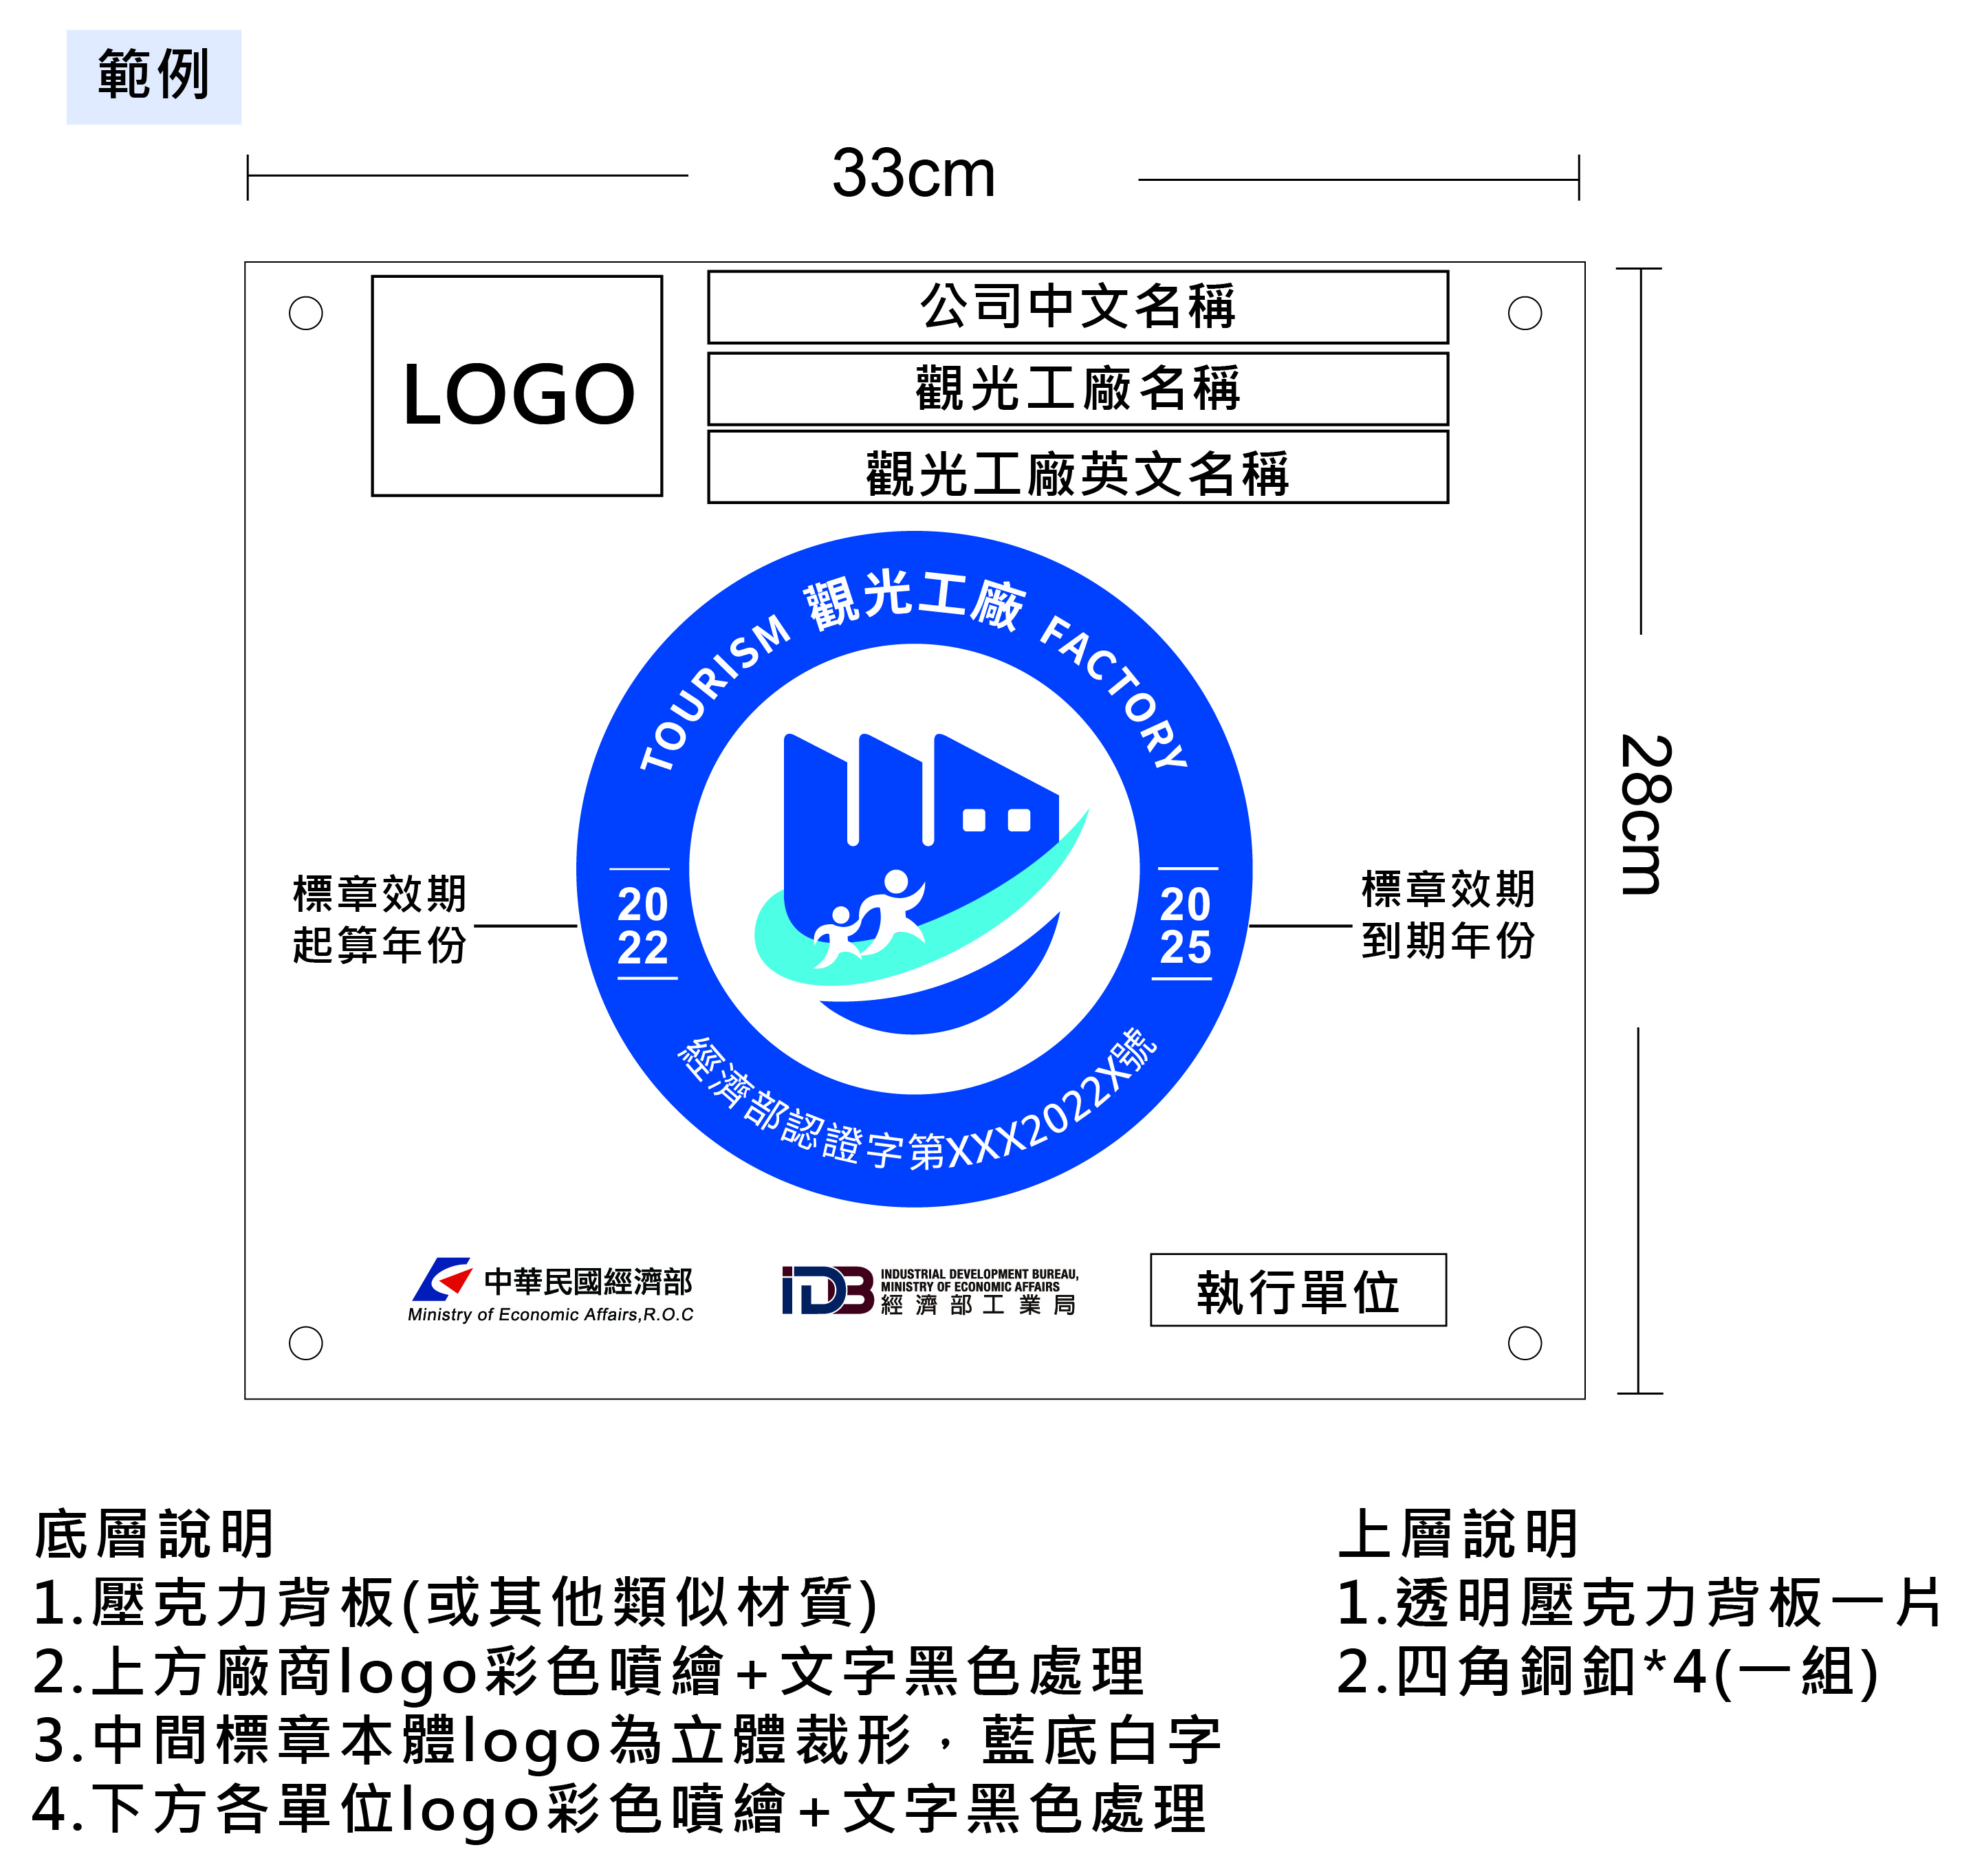 範例
33cm
LOGO
公司中文名稱
觀光工廠名稱
觀光工廠英文名稱
28cm
TOURISM 觀光工廠 FACTORY
標章效期
起算年份
20
22
20
25
標章效期
到期年份
經濟部認證字第XXX2022X號
中華民國經濟部
Ministry of Economic Affairs,R.O.C
IDB
INDUSTRIAL DEVELOPMENT BUREAU,
MINISTRY OF ECONOMIC AFFAIRS
經濟部工業局
執行單位
底層說明
1.壓克力背板(或其他類似材質)
2.上方廠商logo彩色噴繪+文字黑色處理
3.中間標章本體logo為立體裁形，藍底白字
4.下方各單位logo彩色噴繪+文字黑色處理
上層說明
1.透明壓克力背板一片
2.四角銅釦*4(一組)